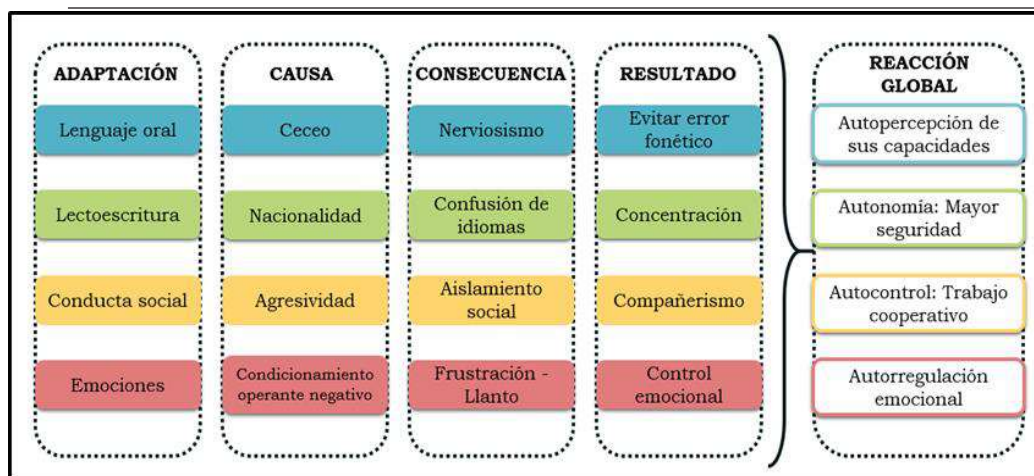 ADAPTACIÓN
CAUSA
CONSECUENCIA
RESULTADO
REACCIÓN
GLOBAL
Lenguaje oral
Ceceo
Nerviosismo
Evitar error
fonético
Autopercepción de
sus capacidades
Lectoescritura
Nacionalidad
Confusión de
idiomas
Concentración
Autonomía: Mayor
seguridad
Conducta social
Agresividad
Aislamiento
social
Compañerismo
Autocontrol: Trabajo
cooperativo
Emociones
Condicionamiento
operante negativo
Frustración -
Llanto
Control
emocional
Autorregulación
emocional